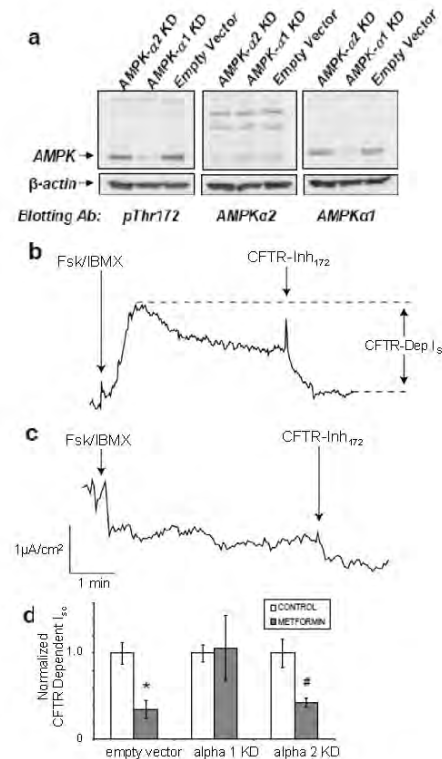 a
AMPK-α2 KD
AMPK-α1 KD
Empty Vector
AMPK-α2 KD
AMPK-α1 KD
Empty Vector
AMPK-α2 KD
AMPK-α1 KD
Empty Vector
AMPK
β-actin
Blotting Ab: pThr172 AMPKα2 AMPKα1
b
Fsk/IBMX
CFTR-Inh172
CFTR-Dep Is
c
Fsk/IBMX
CFTR-Inh172
1μA/cm²
1 min
d
Normalized
CFTR Dependent Isc
1.0
0
CONTROL
METFORMIN
*
#
empty vector alpha 1 KD alpha 2 KD